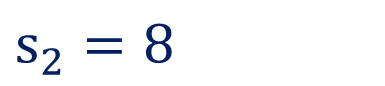 s₂ = 8